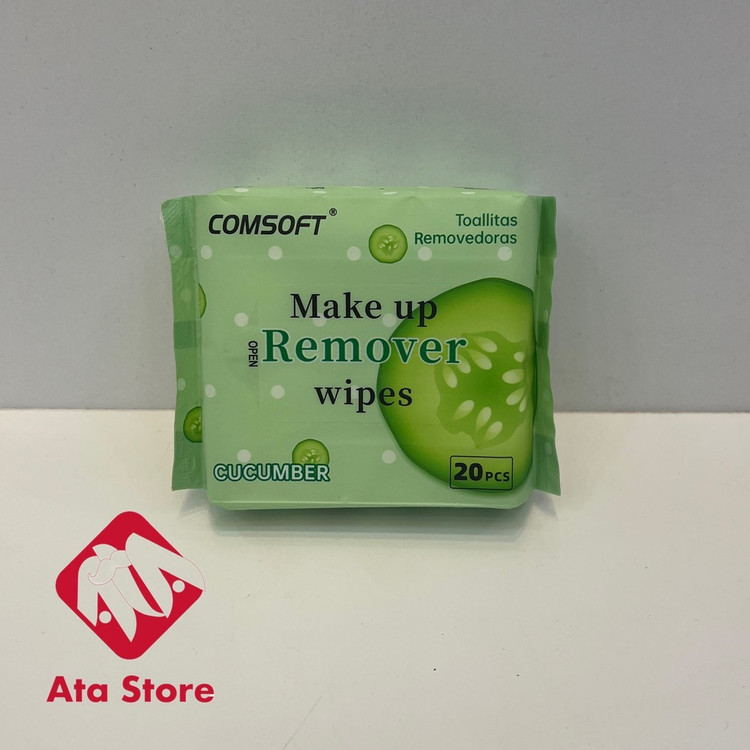 COMSOFT®
Toallitas
Removedoras
Make up
Remover
wipes
OPEN
CUCUMBER
20 PCS
Ata Store